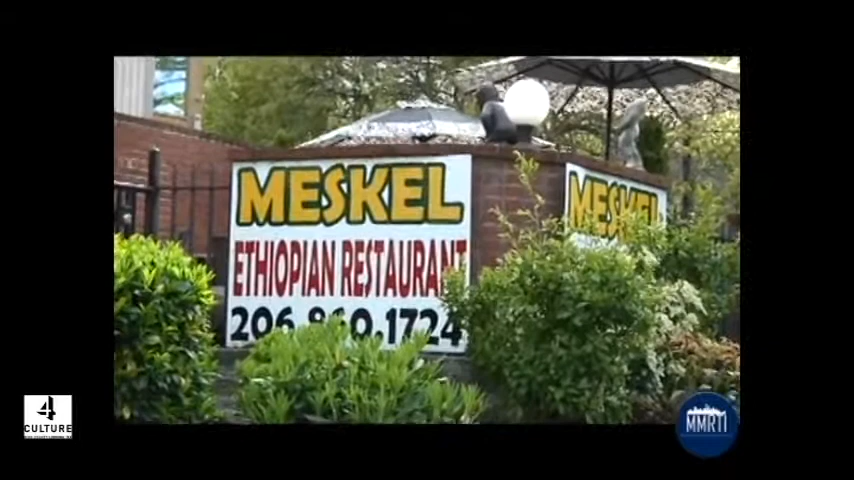 MESKEL
ETHIOPIAN RESTAURANT
206.860.1724
MESKEL
4
CULTURE
MMRTI